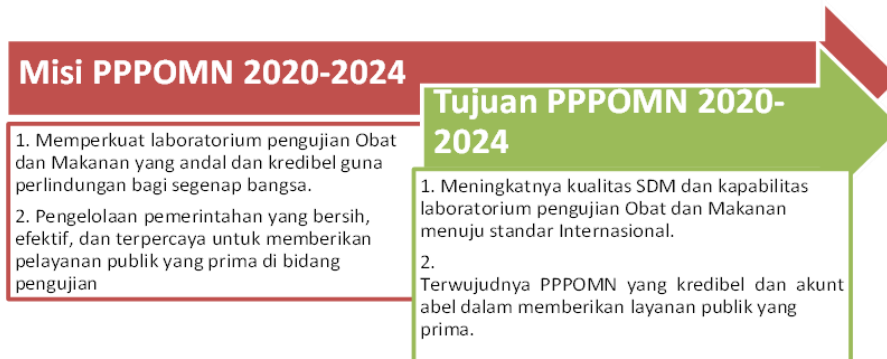 Misi PPPOMN 2020-2024
1. Memperkuat laboratorium pengujian Obat
dan Makanan yang andal dan kredibel guna
perlindungan bagi segenap bangsa.
2. Pengelolaan pemerintahan yang bersih,
efektif, dan terpercaya untuk memberikan
pelayanan publik yang prima di bidang
pengujian
Tujuan PPPOMN 2020-
2024
1. Meningkatnya kualitas SDM dan kapabilitas
laboratorium pengujian Obat dan Makanan
menuju standar Internasional.
2.
Terwujudnya PPPOMN yang kredibel dan akunt
abel dalam memberikan layanan publik yang
prima.